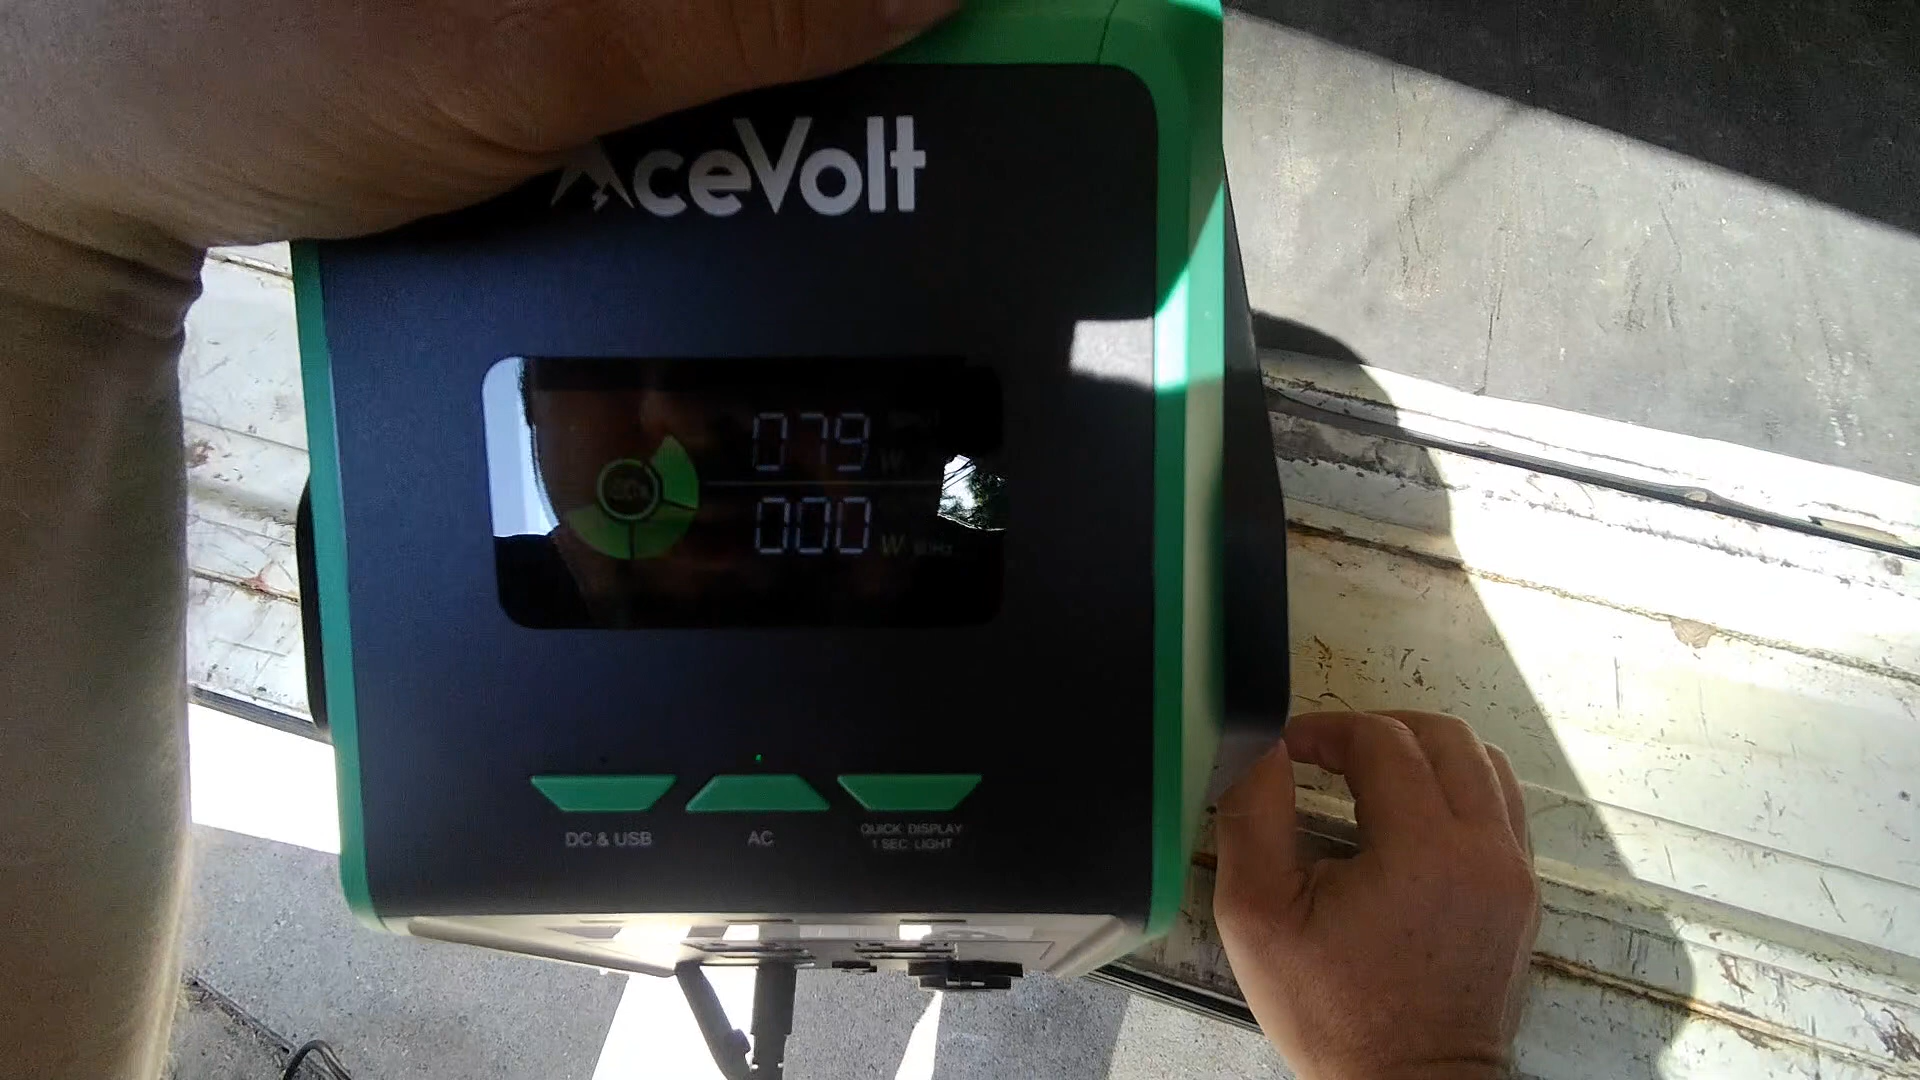 AceVolt
079 W
000 W
DC & USB
AC
QUICK DISPLAY
1 SEC LIGHT